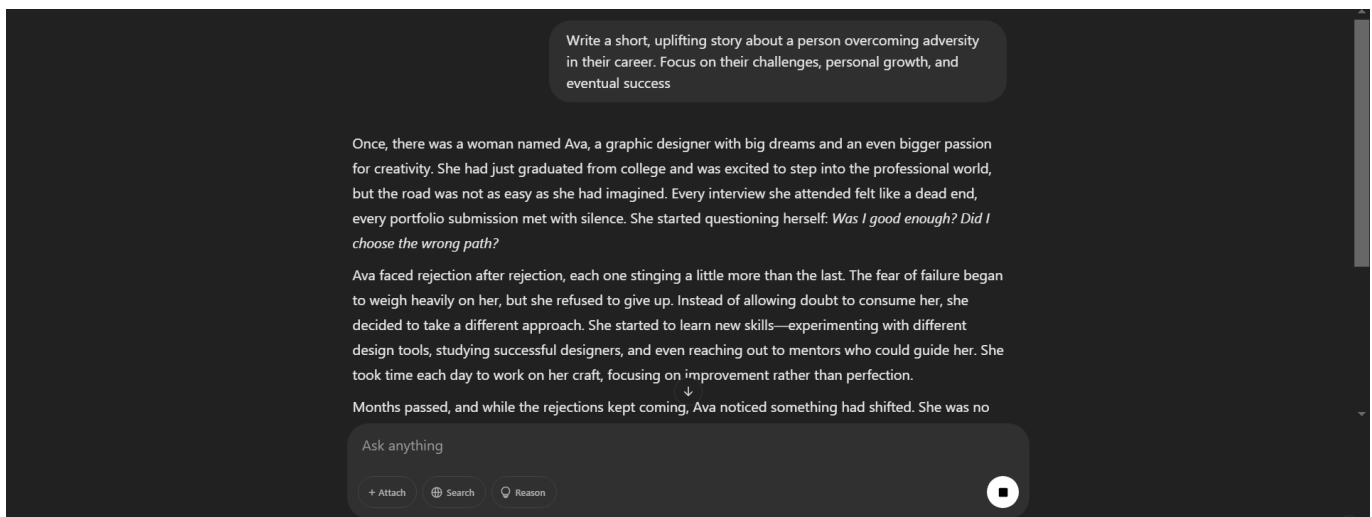 Write a short, uplifting story about a person overcoming adversity
in their career. Focus on their challenges, personal growth, and
eventual success
Once, there was a woman named Ava, a graphic designer with big dreams and an even bigger passion
for creativity. She had just graduated from college and was excited to step into the professional world,
but the road was not as easy as she had imagined. Every interview she attended felt like a dead end,
every portfolio submission met with silence. She started questioning herself: Was I good enough? Did I
choose the wrong path?
Ava faced rejection after rejection, each one stinging a little more than the last. The fear of failure began
to weigh heavily on her, but she refused to give up. Instead of allowing doubt to consume her, she
decided to take a different approach. She started to learn new skills—experimenting with different
design tools, studying successful designers, and even reaching out to mentors who could guide her. She
took time each day to work on her craft, focusing on improvement rather than perfection.
Months passed, and while the rejections kept coming, Ava noticed something had shifted. She was no
Ask anything
+ Attach Search Reason